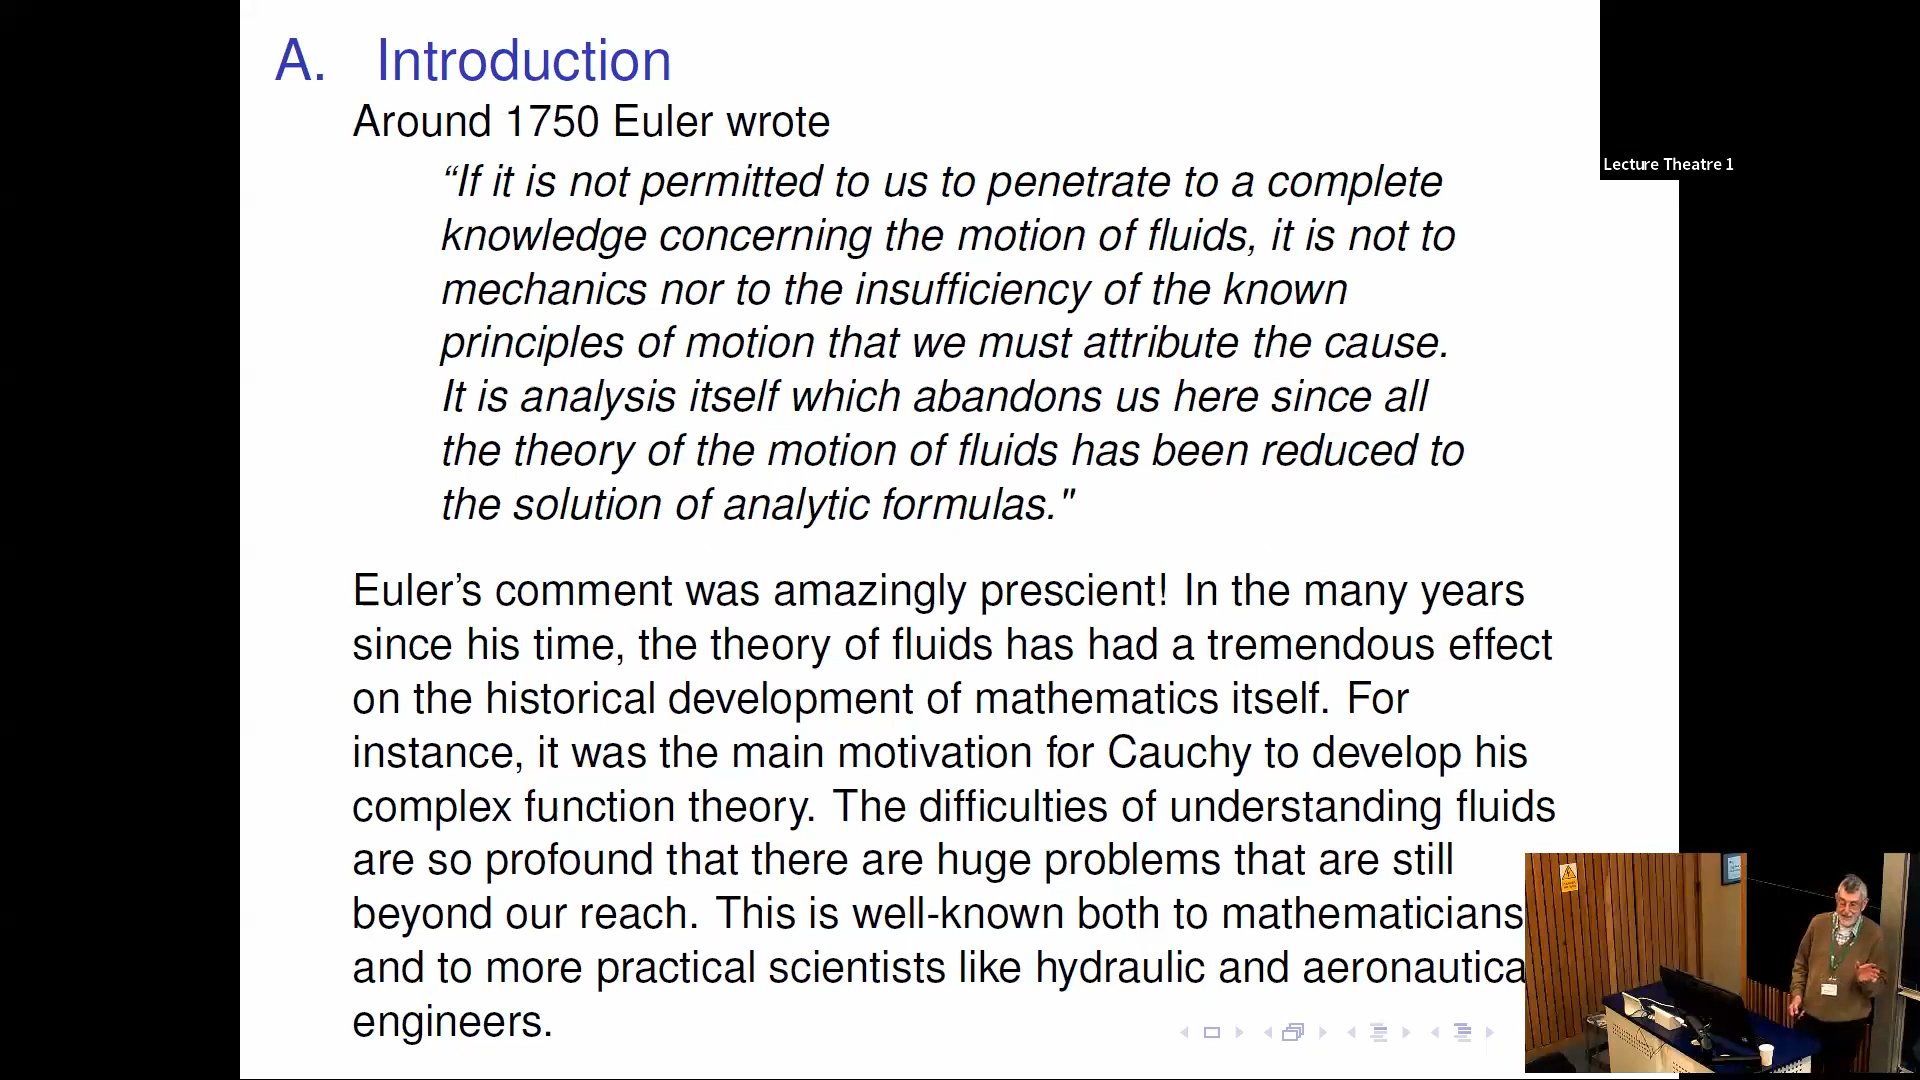 A. Introduction
Around 1750 Euler wrote
“If it is not permitted to us to penetrate to a complete
knowledge concerning the motion of fluids, it is not to
mechanics nor to the insufficiency of the known
principles of motion that we must attribute the cause.
It is analysis itself which abandons us here since all
the theory of the motion of fluids has been reduced to
the solution of analytic formulas."
Euler’s comment was amazingly prescient! In the many years
since his time, the theory of fluids has had a tremendous effect
on the historical development of mathematics itself. For
instance, it was the main motivation for Cauchy to develop his
complex function theory. The difficulties of understanding fluids
are so profound that there are huge problems that are still
beyond our reach. This is well-known both to mathematicians
and to more practical scientists like hydraulic and aeronautica
engineers.
Lecture Theatre 1